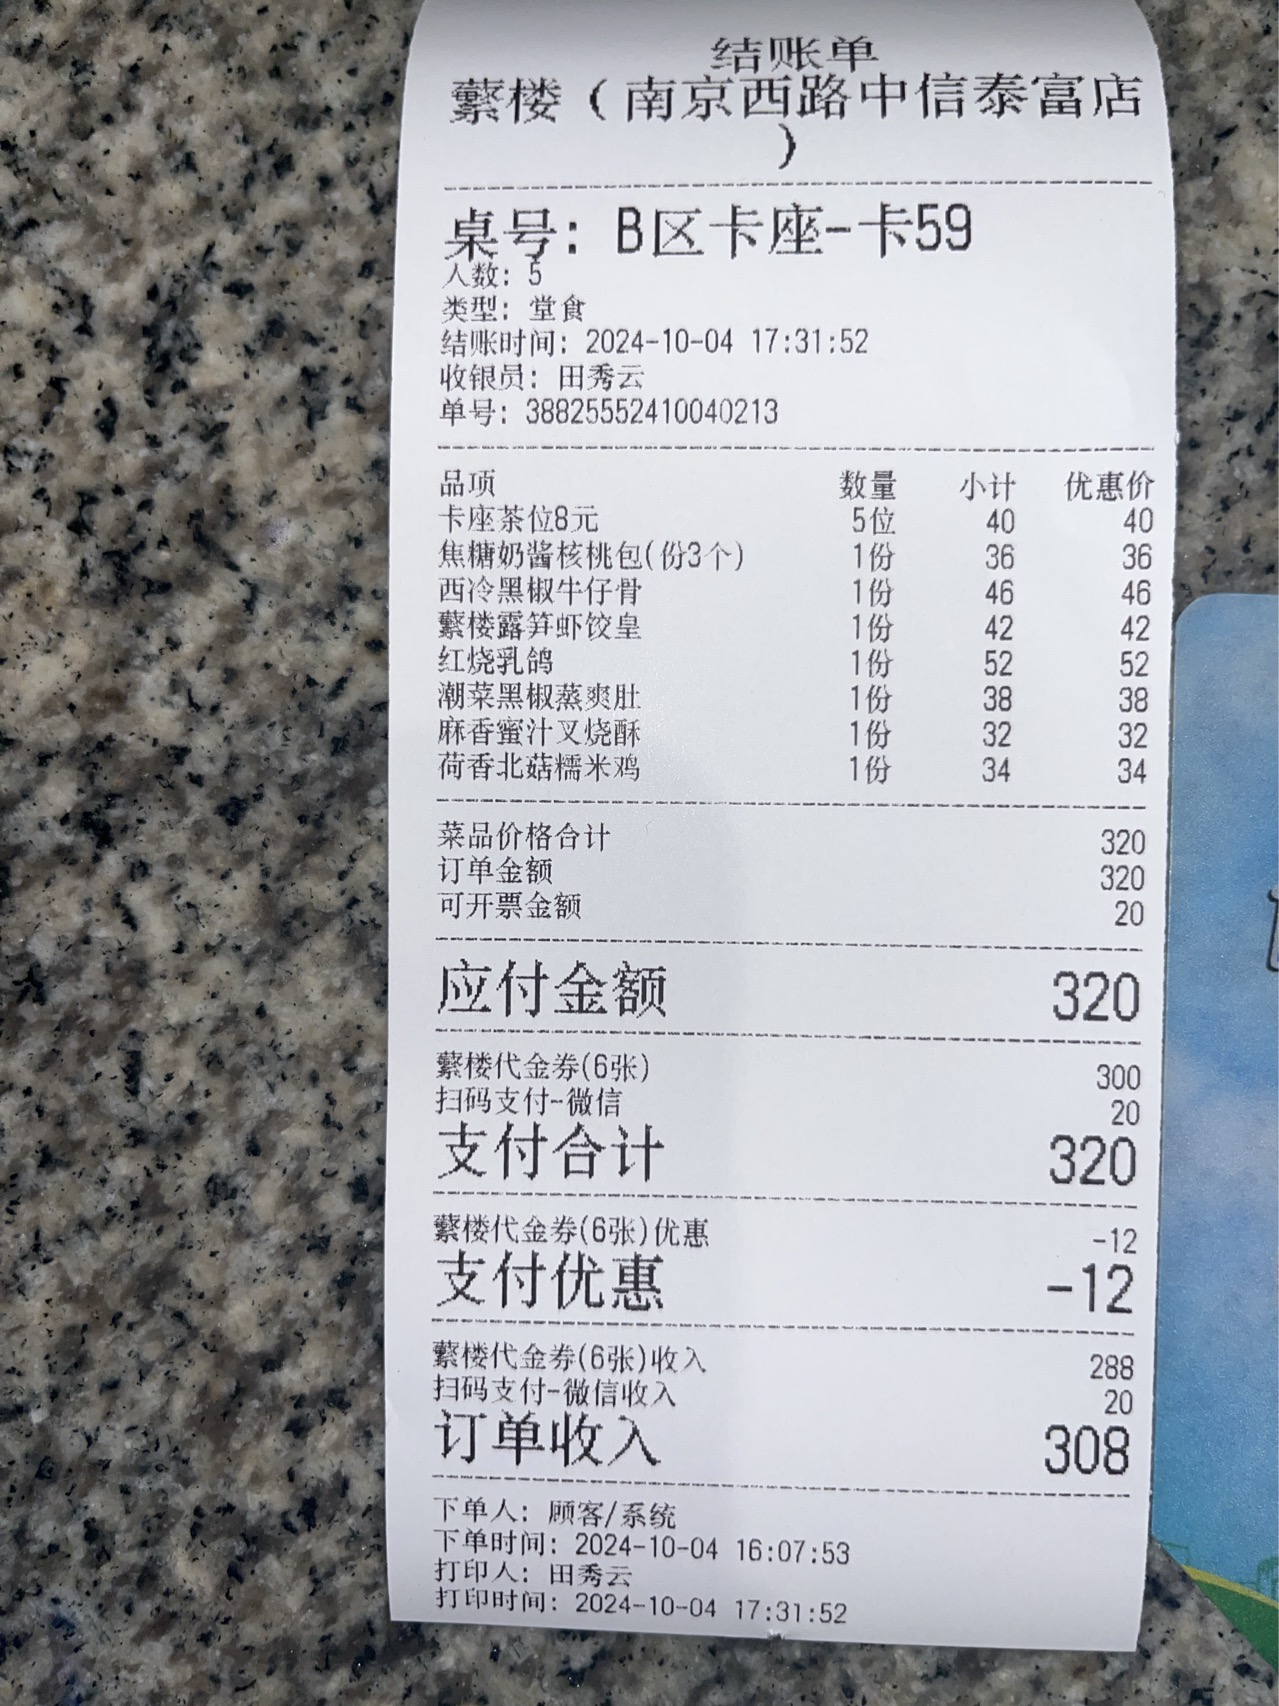 结账单
蘩楼（南京西路中信泰富店
）
桌号：B区卡座-卡59
人数：5
类型：堂食
结账时间：2024-10-04 17:31:52
收银员：田秀云
单号：38825552410040213
品项 数量 小计 优惠价
卡座茶位8元 5位 40 40
焦糖奶酱核桃包(份3个) 1份 36 36
西冷黑椒牛仔骨 1份 46 46
蘩楼露笋虾饺皇 1份 42 42
红烧乳鸽 1份 52 52
潮菜黑椒蒸爽肚 1份 38 38
麻香蜜汁叉烧酥 1份 32 32
荷香北菇糯米鸡 1份 34 34
菜品价格合计 320
订单金额 320
可开票金额 20
应付金额 320
蘩楼代金券(6张) 300
扫码支付-微信 20
支付合计 320
蘩楼代金券(6张)优惠 -12
支付优惠 -12
蘩楼代金券(6张)收入 288
扫码支付-微信收入 20
订单收入 308
下单人：顾客/系统
下单时间：2024-10-04 16:07:53
打印人：田秀云
打印时间：2024-10-04 17:31:52